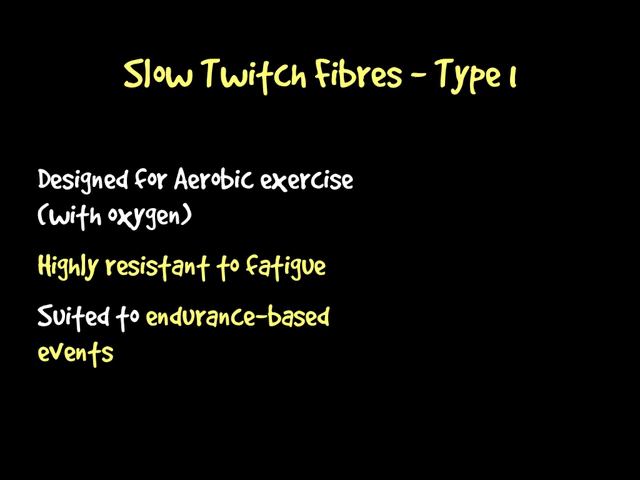 Slow Twitch Fibres - Type 1
Designed for Aerobic exercise
(with oxygen)
Highly resistant to fatigue
Suited to endurance-based
events